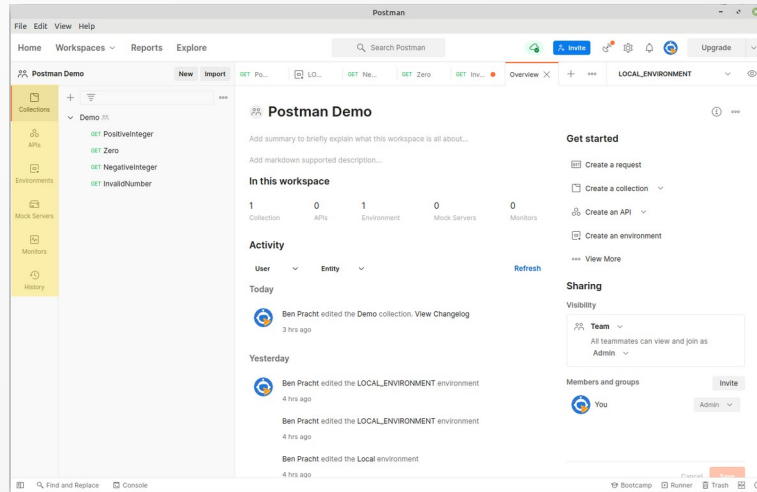 Postman
File Edit View Help
Home Workspaces Reports Explore
Search Postman
Invite
Upgrade
Postman Demo
New Import
GET Po...
LO...
GET Ne...
GET Zero
GET Inv...
Overview
LOCAL_ENVIRONMENT
Collections
APIs
Environments
Mock Servers
Monitors
History
Demo
GET PositiveInteger
GET Zero
GET NegativeInteger
GET InvalidNumber
Postman Demo
Add summary to briefly explain what this workspace is all about...
Add markdown supported description...
In this workspace
1 0 1 0 0
Collection APIs Environment Mock Servers Monitors
Activity
User Entity Refresh
Today
Ben Pracht edited the Demo collection. View Changelog
3 hrs ago
Yesterday
Ben Pracht edited the LOCAL_ENVIRONMENT environment
4 hrs ago
Ben Pracht edited the LOCAL_ENVIRONMENT environment
4 hrs ago
Ben Pracht edited the Local environment
4 hrs ago
Get started
GET Create a request
Create a collection
Create an API
Create an environment
View More
Sharing
Visibility
Team
All teammates can view and join as
Admin
Members and groups
Invite
You
Admin
Cancel Save
Find and Replace Console
Bootcamp Runner Trash